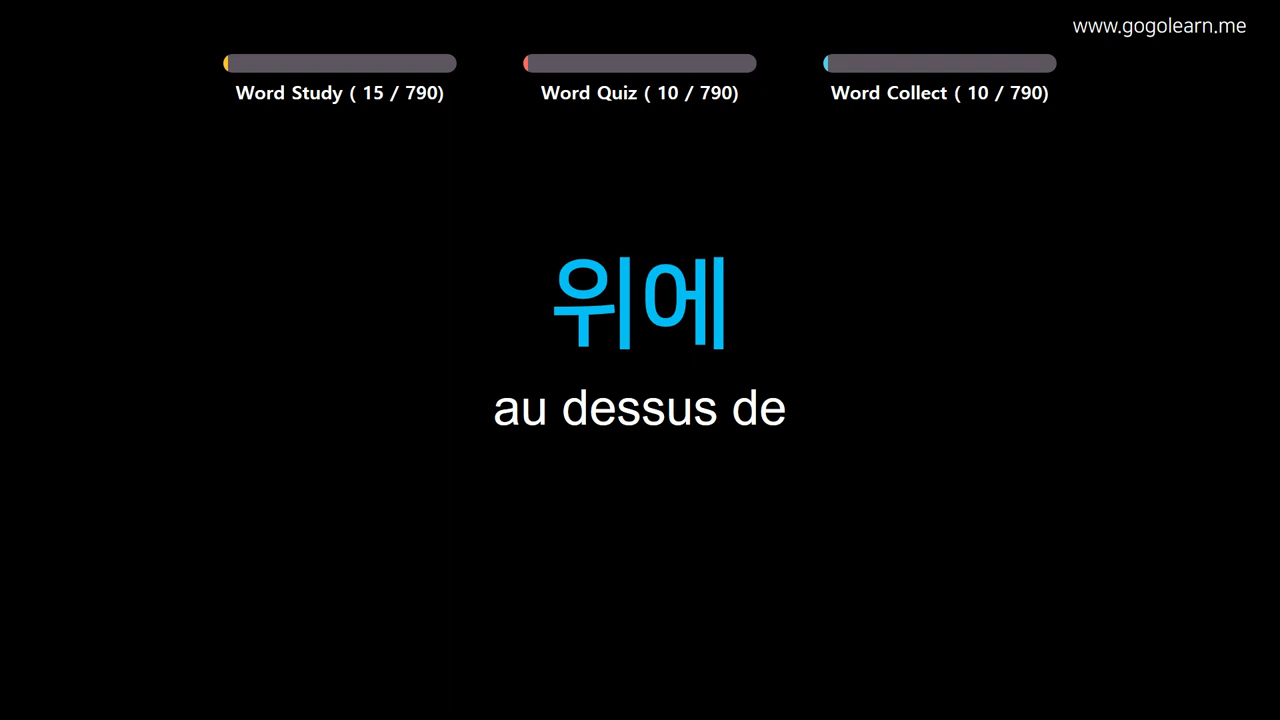 www.gogolearn.me
Word Study ( 15 / 790)
Word Quiz ( 10 / 790)
Word Collect ( 10 / 790)
위에
au dessus de